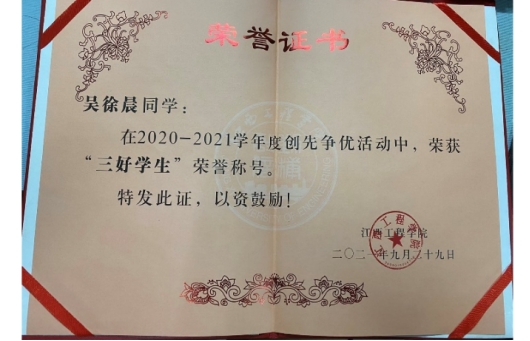 荣誉证书
吴徐晨同学：
在2020-2021学年度创先争优活动中，荣获
“三好学生”荣誉称号。
特发此证，以资鼓励！
江西工程学院
二〇二一年九月二十九日